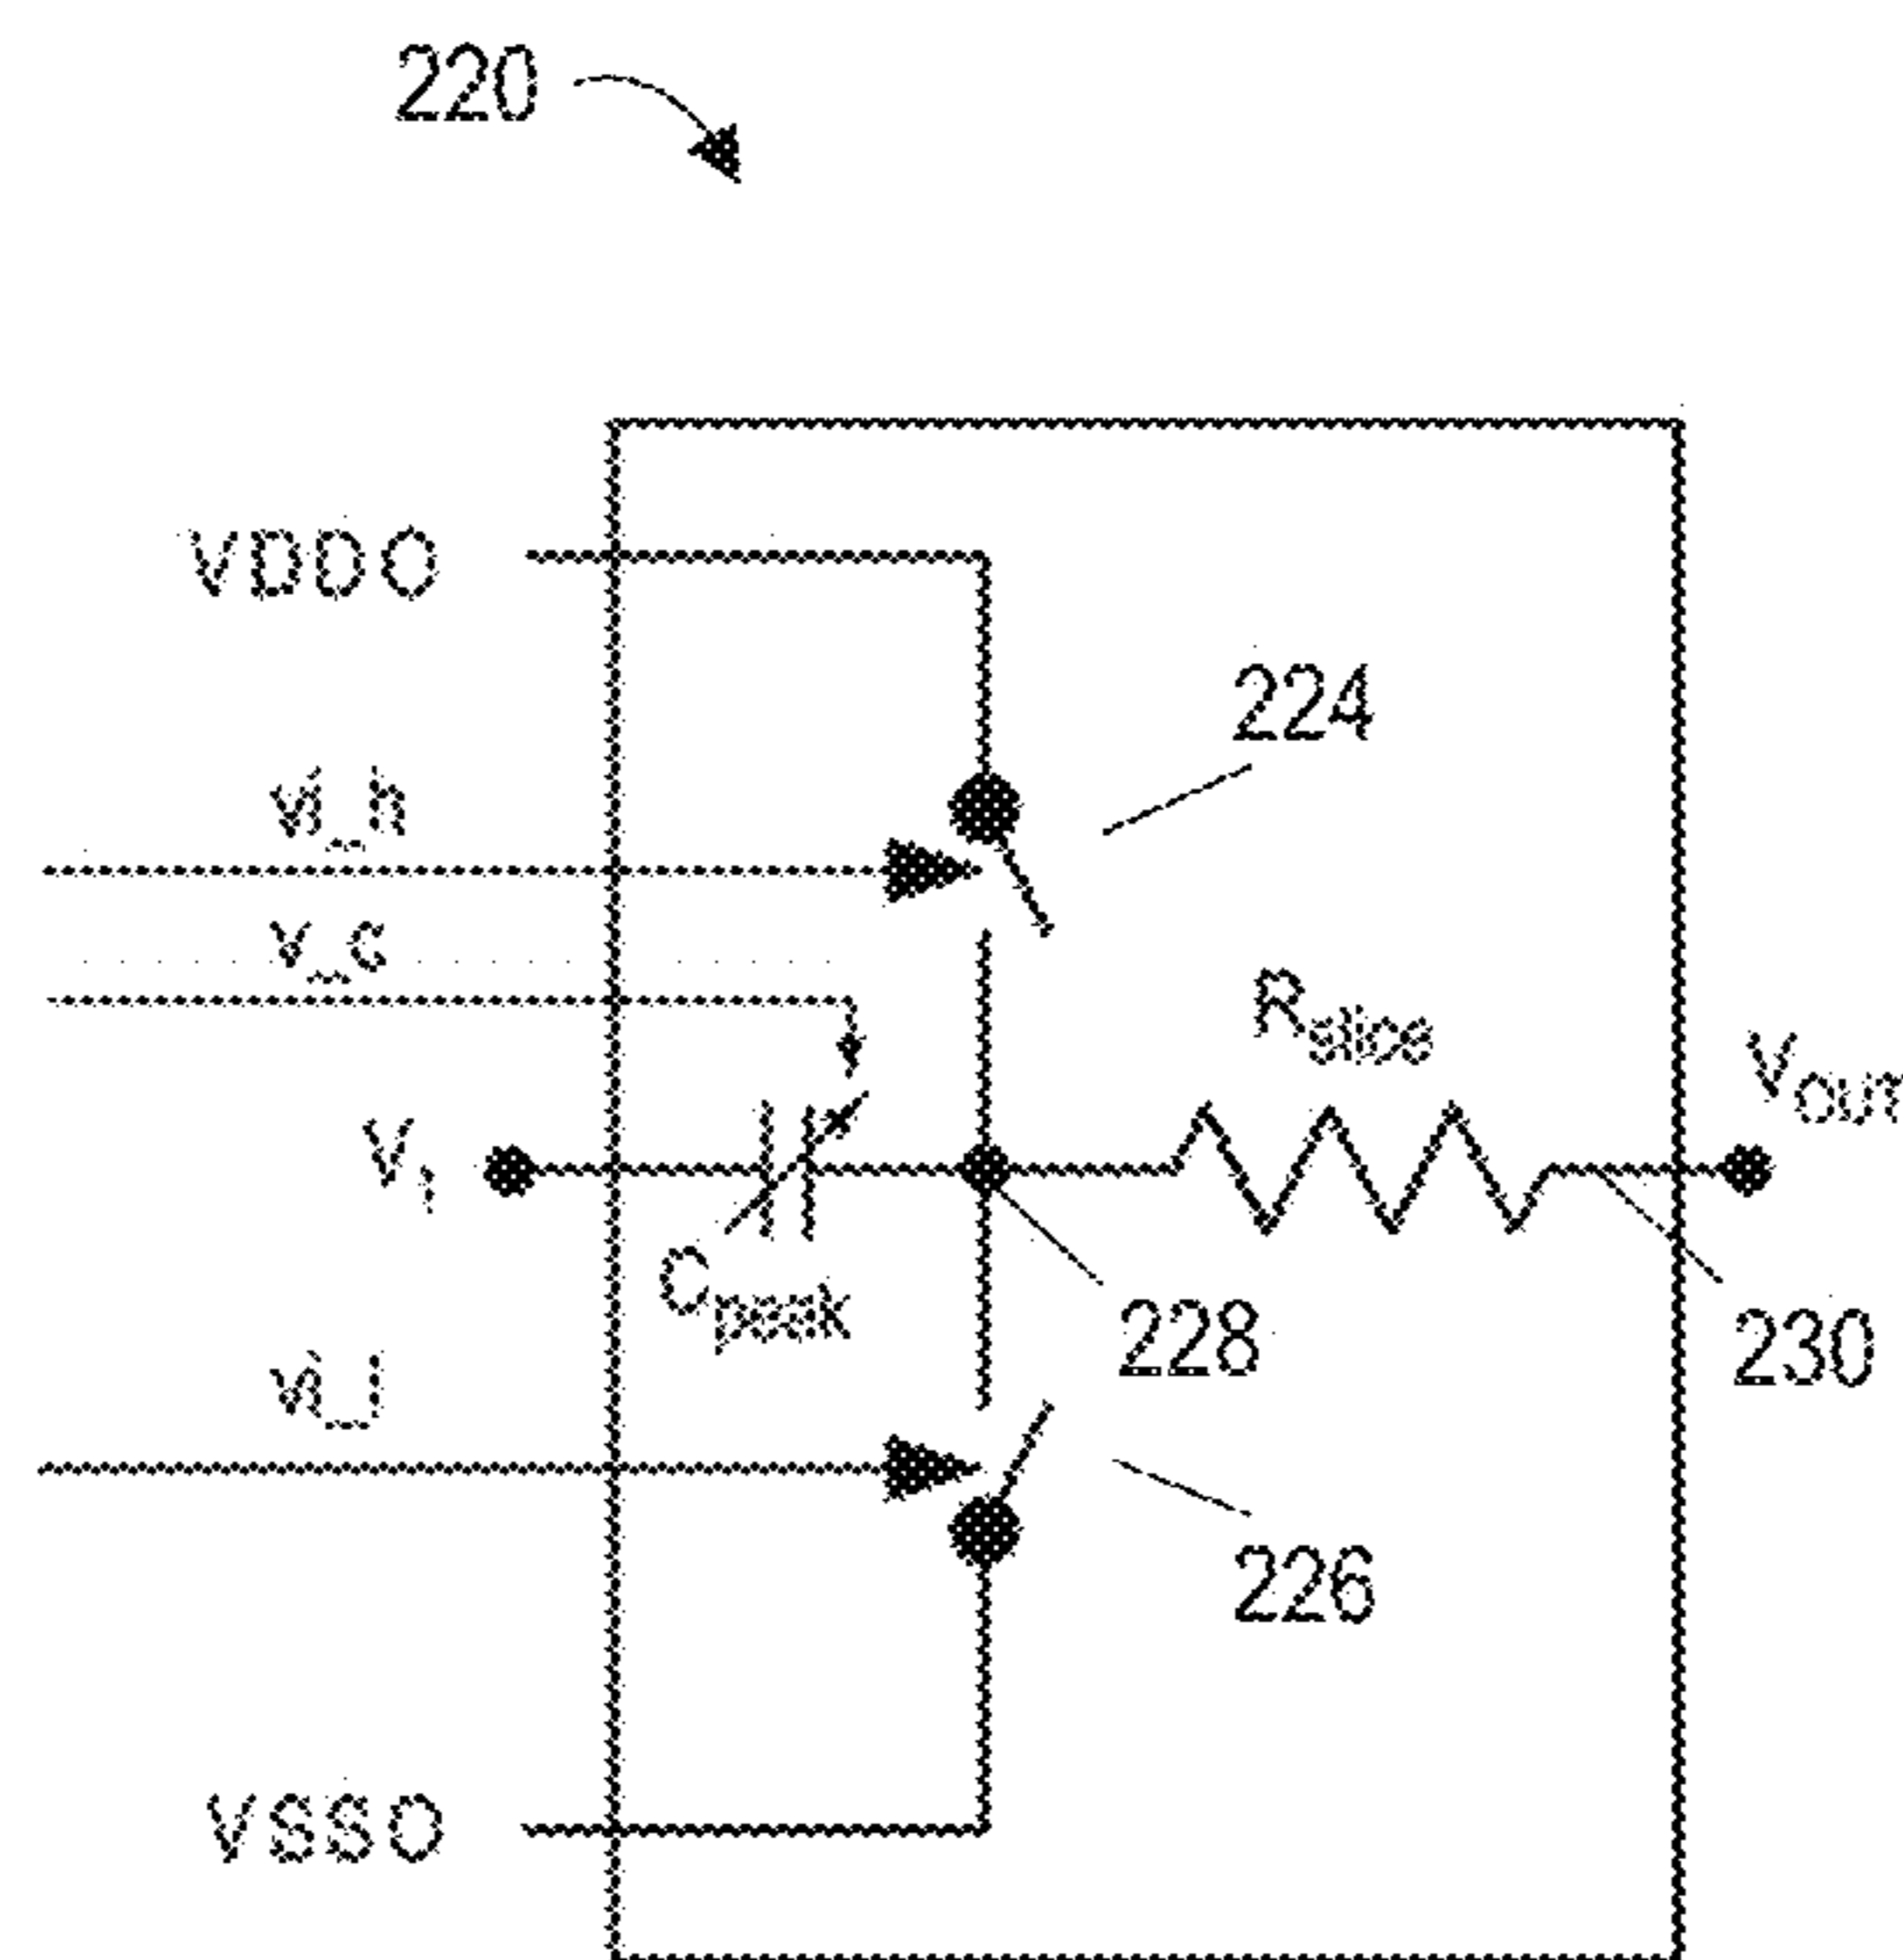 220
VDDO
224
vi_h
v_c
Rslice
VOUT
V1
Cpeak
228
230
vi_l
226
VSSO